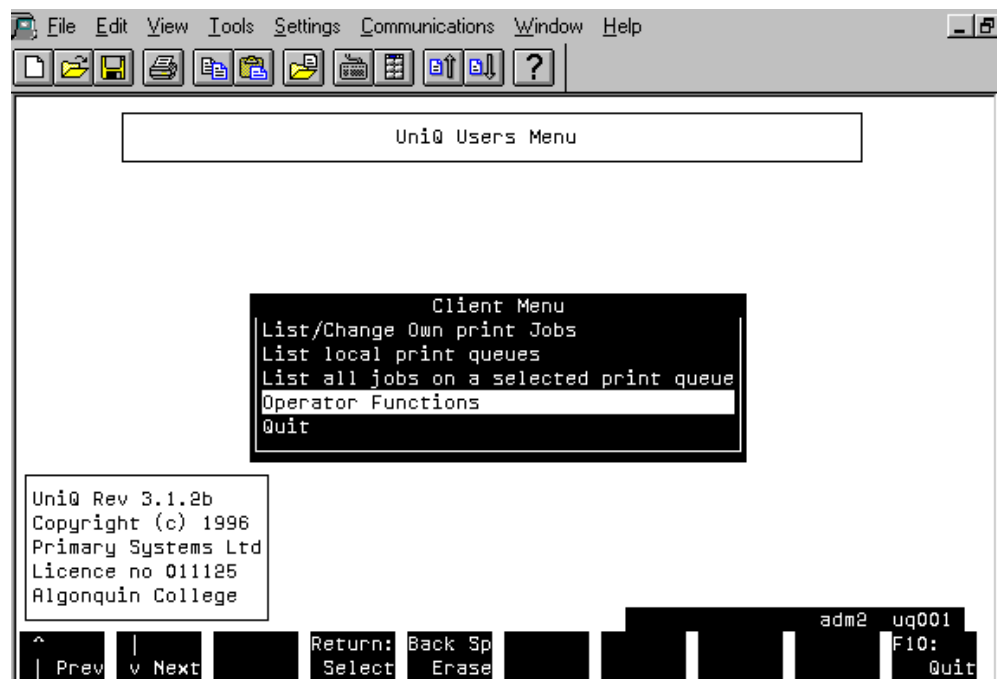 File Edit View Tools Settings Communications Window Help
UniQ Users Menu
Client Menu
List/Change Own print Jobs
List local print queues
List all jobs on a selected print queue
Operator Functions
Quit
UniQ Rev 3.1.2b
Copyright (c) 1996
Primary Systems Ltd
Licence no 011125
Algonquin College
adm2 uq001
^ | Return: Back Sp F10:
| Prev v Next Select Erase Quit